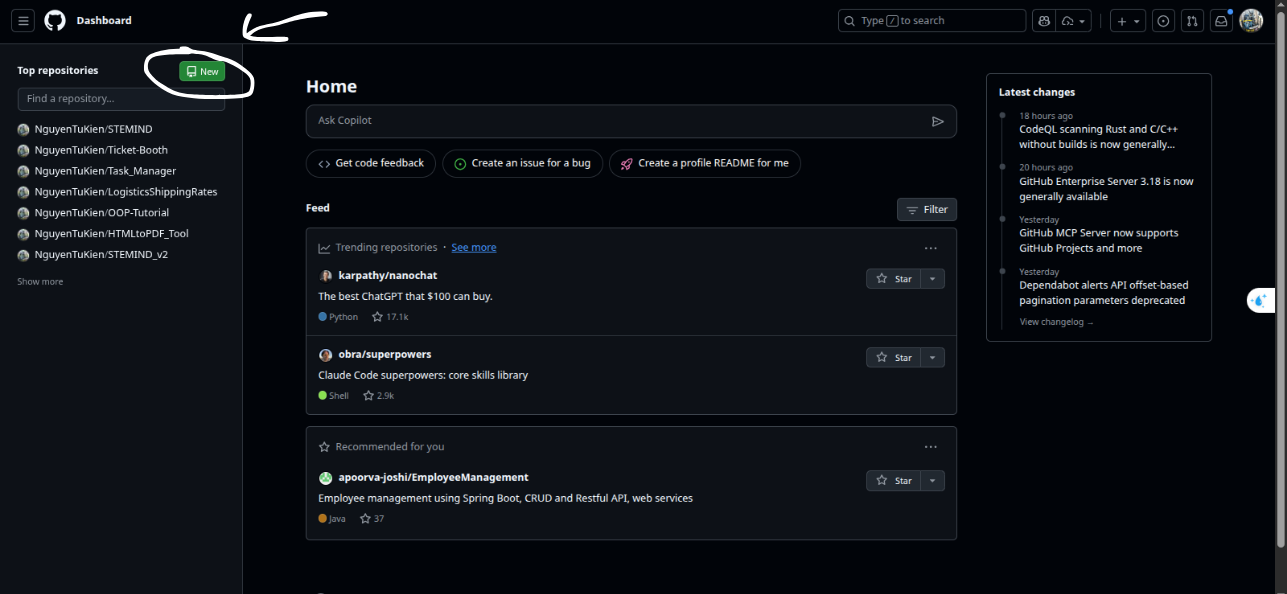 Dashboard
Type / to search
Top repositories
New
Find a repository...
NguyenTuKien/STEMIND
NguyenTuKien/Ticket-Booth
NguyenTuKien/Task_Manager
NguyenTuKien/LogisticsShippingRates
NguyenTuKien/OOP-Tutorial
NguyenTuKien/HTMLtoPDF_Tool
NguyenTuKien/STEMIND_v2
Show more
Home
Ask Copilot
Get code feedback
Create an issue for a bug
Create a profile README for me
Feed
Filter
Trending repositories · See more
karpathy/nanochat
Star
The best ChatGPT that $100 can buy.
Python 17.1k
obra/superpowers
Star
Claude Code superpowers: core skills library
Shell 2.9k
Recommended for you
apoorva-joshi/EmployeeManagement
Star
Employee management using Spring Boot, CRUD and Restful API, web services
Java 37
Latest changes
18 hours ago
CodeQL scanning Rust and C/C++
without builds is now generally...
20 hours ago
GitHub Enterprise Server 3.18 is now
generally available
Yesterday
GitHub MCP Server now supports
GitHub Projects and more
Yesterday
Dependabot alerts API offset-based
pagination parameters deprecated
View changelog →